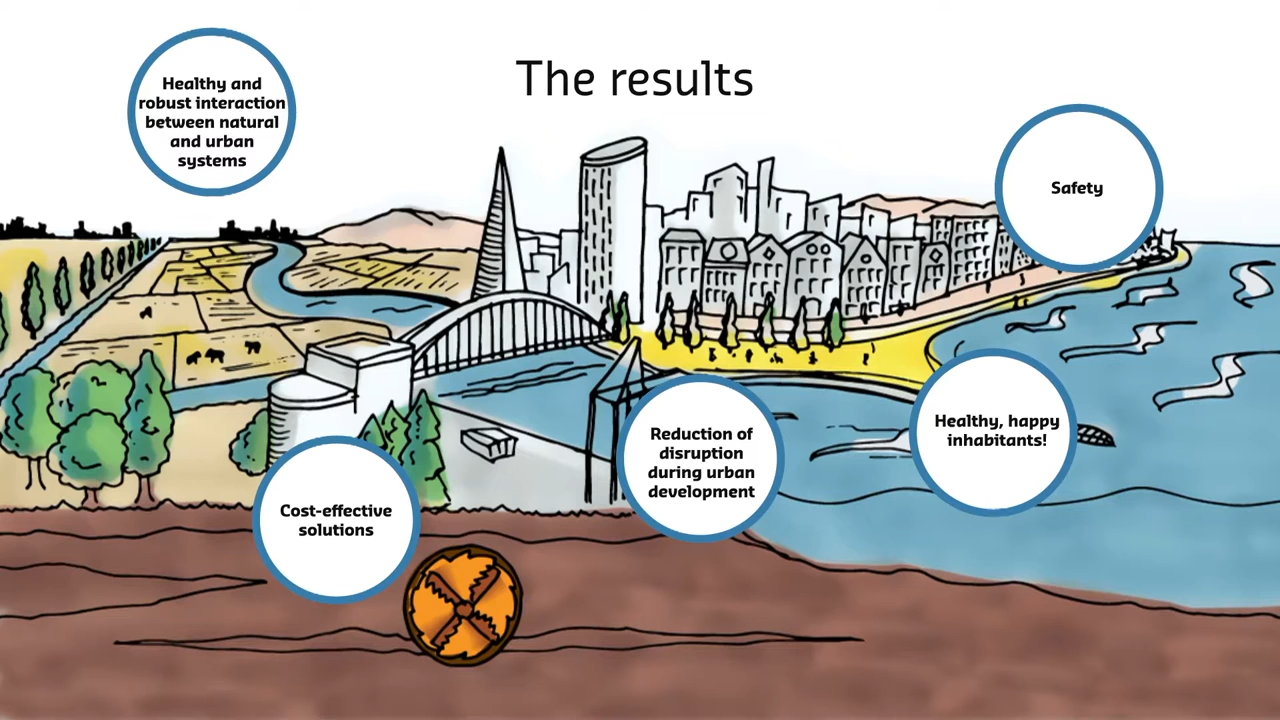 The results
Healthy and
robust interaction
between natural
and urban
systems
Safety
Healthy, happy
inhabitants!
Reduction of
disruption
during urban
development
Cost-effective
solutions